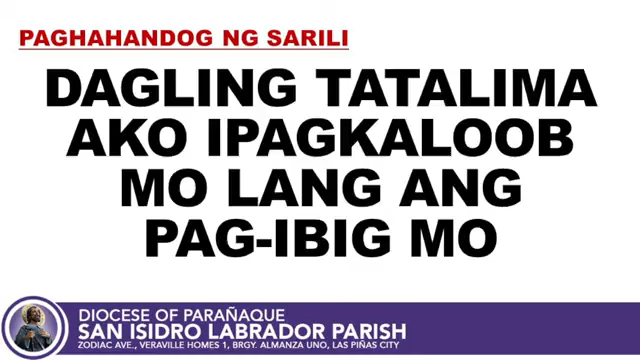 PAGHAHANDOG NG SARILI
DAGLING TATALIMA
AKO IPAGKALOOB
MO LANG ANG
PAG-IBIG MO
DIOCESE OF PARAÑAQUE
SAN ISIDRO LABRADOR PARISH
ZODIAC AVE., VERAVILLE HOMES 1, BRGY. ALMANZA UNO, LAS PIÑAS CITY